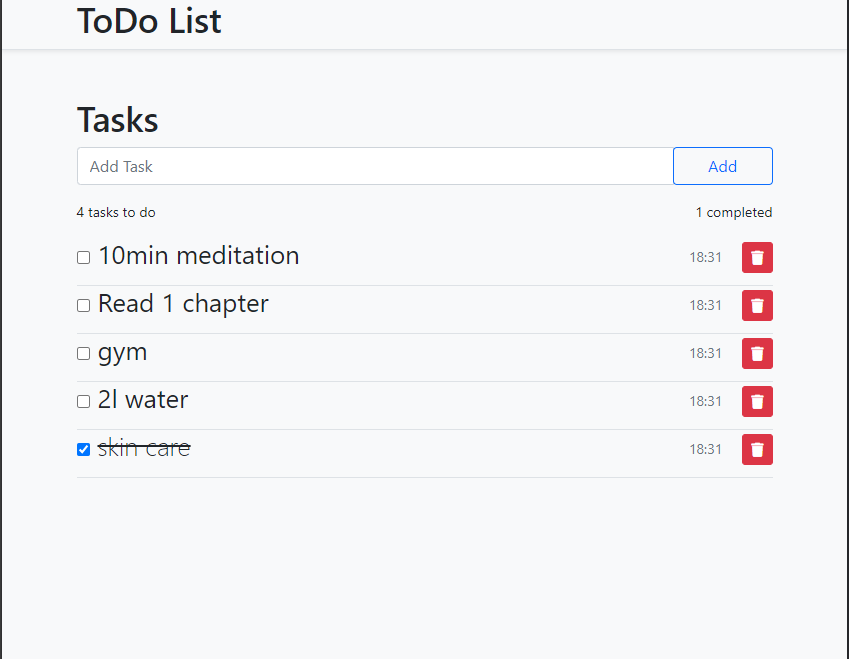 ToDo List
Tasks
Add Task Add
4 tasks to do 1 completed
10min meditation 18:31
Read 1 chapter 18:31
gym 18:31
2l water 18:31
skin care 18:31